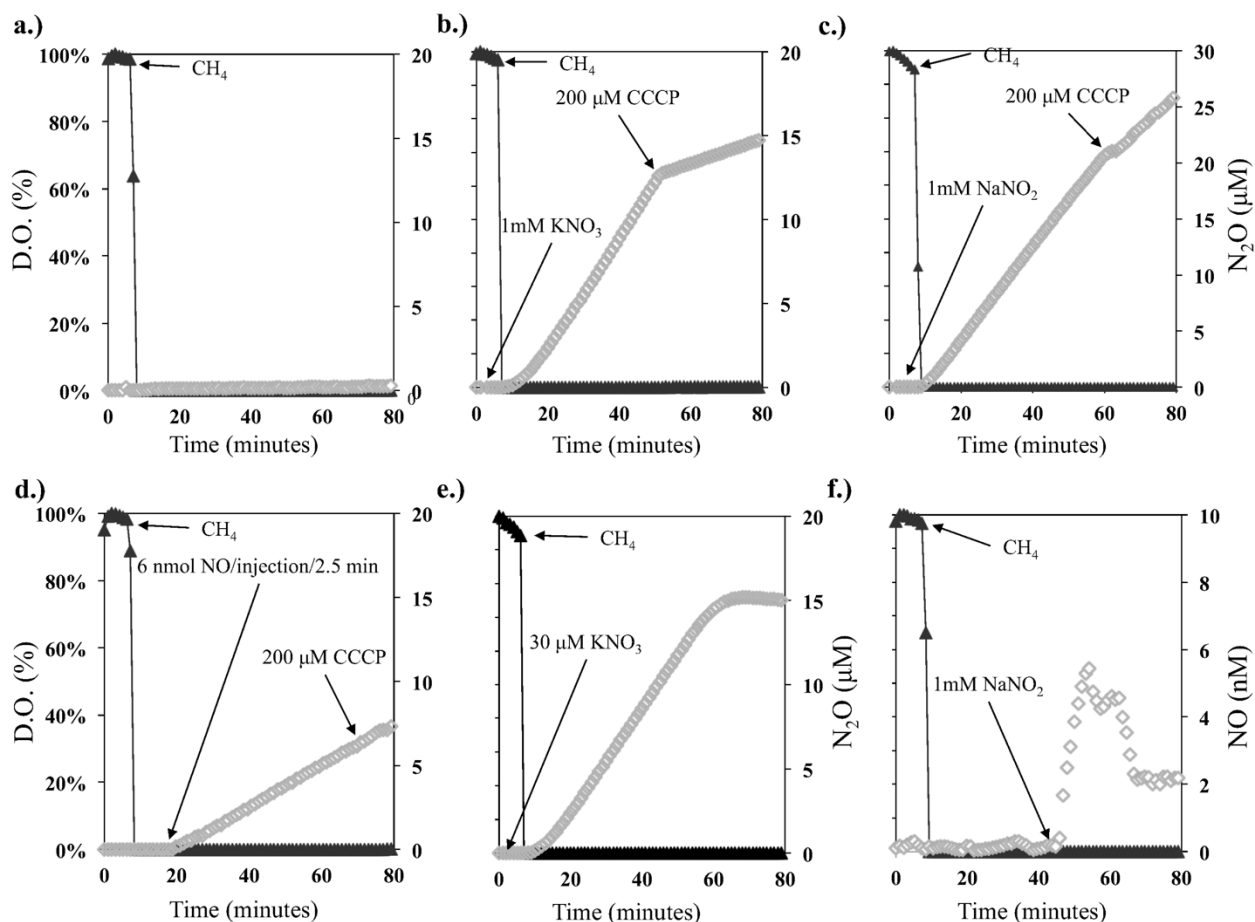 a.)
b.)
c.)
100%
80%
60%
40%
20%
0%
D.O. (%)
CH₄
20
15
10
5
0
0 20 40 60 80
Time (minutes)
CH₄
200 μM CCCP
1mM KNO₃
20
15
10
5
0
0 20 40 60 80
Time (minutes)
CH₄
200 μM CCCP
1mM NaNO₂
30
25
20
15
10
5
0
N₂O (μM)
0 20 40 60 80
Time (minutes)
d.)
e.)
f.)
100%
80%
60%
40%
20%
0%
D.O. (%)
CH₄
6 nmol NO/injection/2.5 min
200 μM CCCP
20
15
10
5
0
0 20 40 60 80
Time (minutes)
CH₄
30 μM KNO₃
20
15
10
5
0
N₂O (μM)
0 20 40 60 80
Time (minutes)
CH₄
1mM NaNO₂
10
8
6
4
2
0
NO (nM)
0 20 40 60 80
Time (minutes)